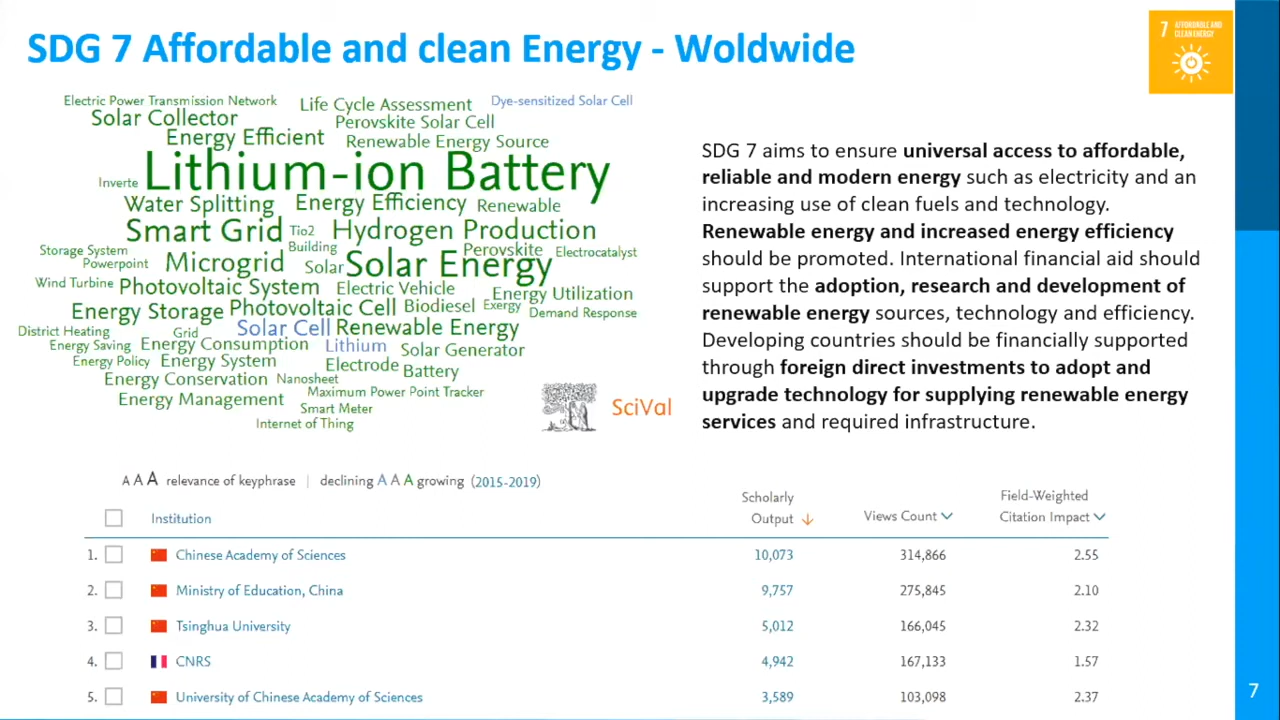 SDG 7 Affordable and clean Energy - Woldwide
7 AFFORDABLE AND
CLEAN ENERGY
Electric Power Transmission Network Life Cycle Assessment Dye-sensitized Solar Cell
Solar Collector Perovskite Solar Cell
Energy Efficient Renewable Energy Source
Lithium-ion Battery
Inverte
Water Splitting Energy Efficiency Renewable
Smart Grid Tio2 Hydrogen Production
Building
Storage System Perovskite Electrocatalyst
Powerpoint Microgrid Solar Solar Energy
Wind Turbine Photovoltaic System Electric Vehicle Energy Utilization
Energy Storage Photovoltaic Cell Biodiesel Exergy Demand Response
District Heating Grid Solar Cell Renewable Energy
Energy Saving Energy Consumption Lithium Solar Generator
Energy Policy Energy System Electrode Battery
Energy Conservation Nanosheet
Energy Management Maximum Power Point Tracker
Smart Meter
Internet of Thing
SciVal
SDG 7 aims to ensure universal access to affordable,
reliable and modern energy such as electricity and an
increasing use of clean fuels and technology.
Renewable energy and increased energy efficiency
should be promoted. International financial aid should
support the adoption, research and development of
renewable energy sources, technology and efficiency.
Developing countries should be financially supported
through foreign direct investments to adopt and
upgrade technology for supplying renewable energy
services and required infrastructure.
A A A relevance of keyphrase | declining A A A growing (2015-2019)
Institution Scholarly Output Views Count Field-Weighted Citation Impact
1. Chinese Academy of Sciences 10,073 314,866 2.55
2. Ministry of Education, China 9,757 275,845 2.10
3. Tsinghua University 5,012 166,045 2.32
4. CNRS 4,942 167,133 1.57
5. University of Chinese Academy of Sciences 3,589 103,098 2.37
7